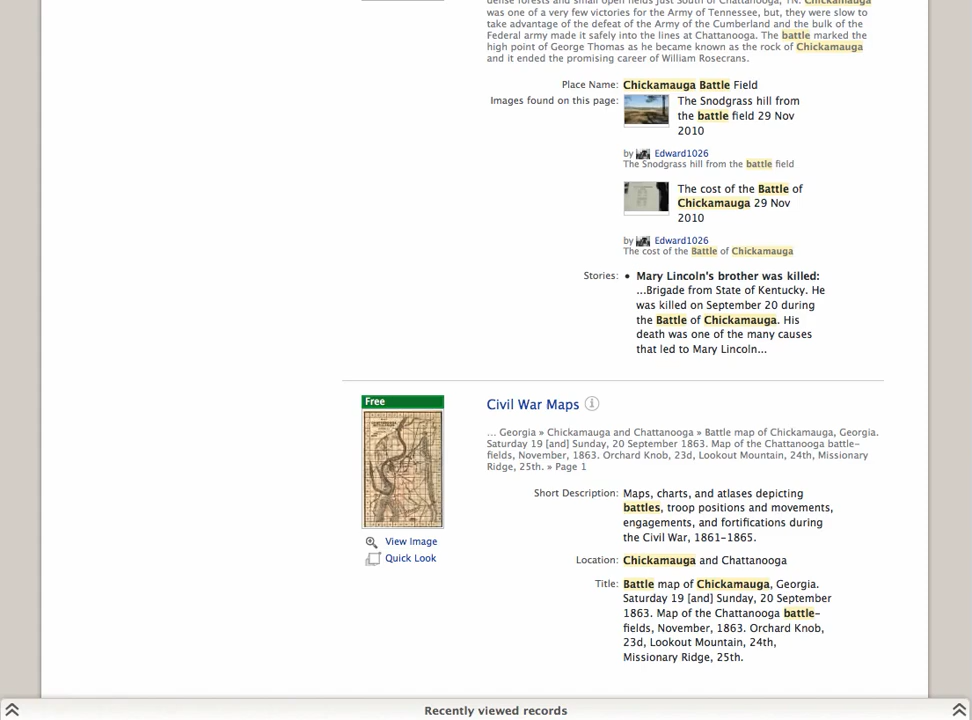 dense forests and small open fields just South of Chattanooga, TN. Chickamauga
was one of a very few victories for the Army of Tennessee, but, they were slow to
take advantage of the defeat of the Army of the Cumberland and the bulk of the
Federal army made it safely into the lines at Chattanooga. The battle marked the
high point of George Thomas as he became known as the rock of Chickamauga
and it ended the promising career of William Rosecrans.
Place Name: Chickamauga Battle Field
Images found on this page:
The Snodgrass hill from
the battle field 29 Nov
2010
by Edward1026
The Snodgrass hill from the battle field
The cost of the Battle of
Chickamauga 29 Nov
2010
by Edward1026
The cost of the Battle of Chickamauga
Stories: • Mary Lincoln's brother was killed:
...Brigade from State of Kentucky. He
was killed on September 20 during
the Battle of Chickamauga. His
death was one of the many causes
that led to Mary Lincoln...
Free
Civil War Maps
... Georgia » Chickamauga and Chattanooga » Battle map of Chickamauga, Georgia.
Saturday 19 [and] Sunday, 20 September 1863. Map of the Chattanooga battle-
fields, November, 1863. Orchard Knob, 23d, Lookout Mountain, 24th, Missionary
Ridge, 25th. » Page 1
Short Description: Maps, charts, and atlases depicting
battles, troop positions and movements,
engagements, and fortifications during
the Civil War, 1861-1865.
View Image
Quick Look
Location: Chickamauga and Chattanooga
Title: Battle map of Chickamauga, Georgia.
Saturday 19 [and] Sunday, 20 September
1863. Map of the Chattanooga battle-
fields, November, 1863. Orchard Knob,
23d, Lookout Mountain, 24th,
Missionary Ridge, 25th.
Recently viewed records